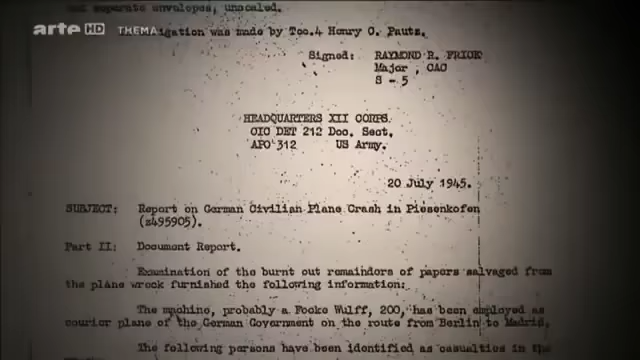 arte HD THEMA
and separate envelopes, unsealed.
igation was made by Tec.4 Henry O. Pautz.
Signed: RAYMOND R. FRICK
Major , CAC
S - 5
HEADQUARTERS XII CORPS
CIC DET 212 Doc. Sect.
APO 312 US Army.
20 July 1945.
SUBJECT: Report on German Civilian Plane Crash in Piesenkofen
(z495905).
Part II: Document Report.
Examination of the burnt out remainders of papers salvaged from
the plane wreck furnished the following information:
The machine, probably a Focke Wulff, 200, has been employed as
courier plane of the German Government on the route from Berlin to Madrid.
The following persons have been identified as casualties in the